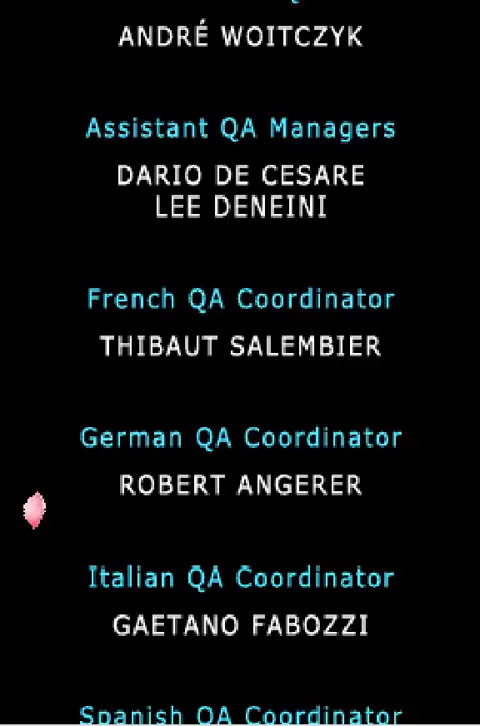 ANDRÉ WOITCZYK
Assistant QA Managers
DARIO DE CESARE
LEE DENEINI
French QA Coordinator
THIBAUT SALEMBIER
German QA Coordinator
ROBERT ANGERER
Italian QA Coordinator
GAETANO FABOZZI
Spanish QA Coordinator